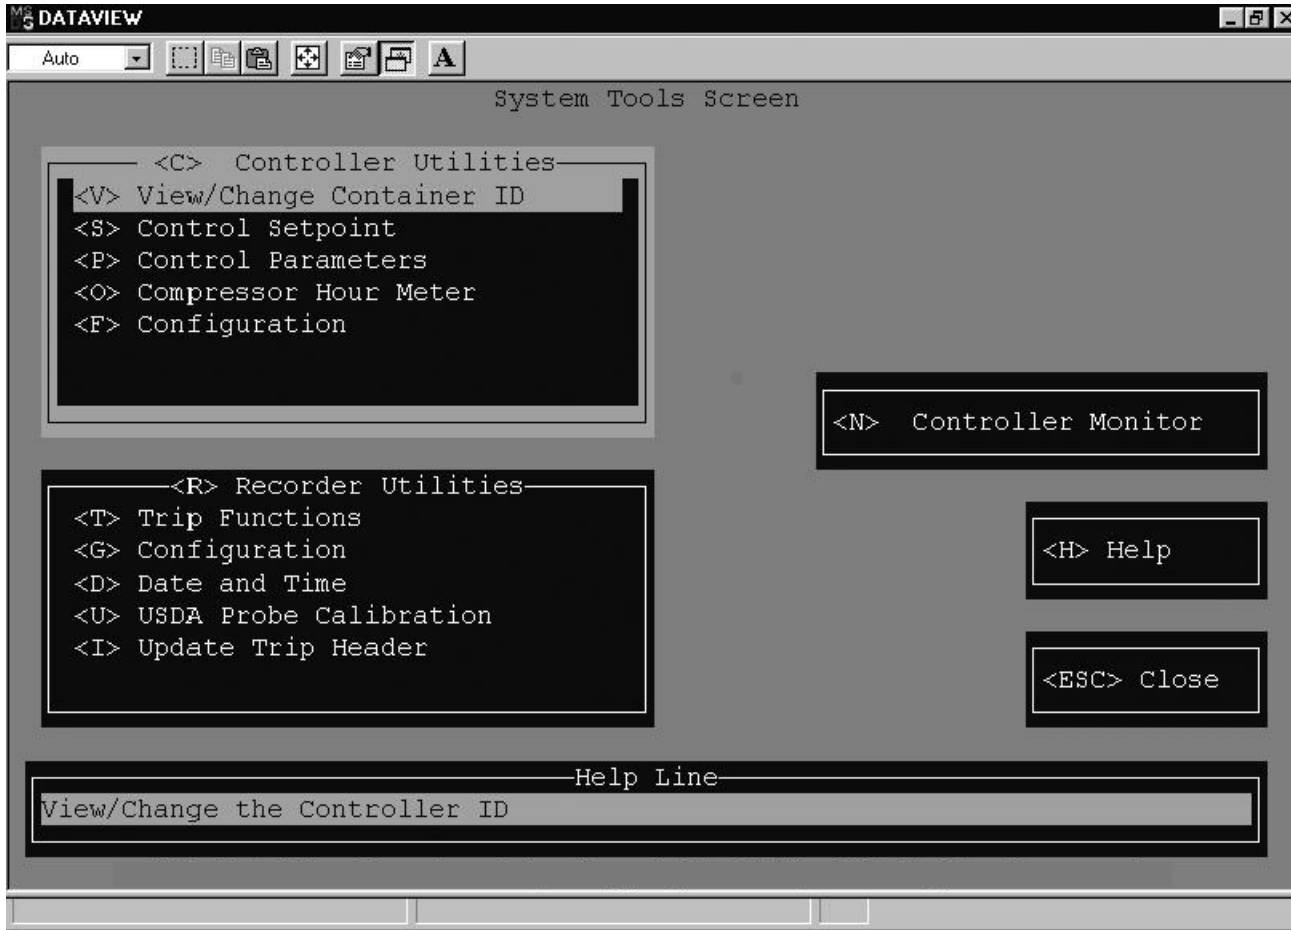 DATAVIEW
Auto
A
System Tools Screen
<C> Controller Utilities
<V> View/Change Container ID
<S> Control Setpoint
<P> Control Parameters
<O> Compressor Hour Meter
<F> Configuration
<N> Controller Monitor
<R> Recorder Utilities
<T> Trip Functions
<G> Configuration
<D> Date and Time
<U> USDA Probe Calibration
<I> Update Trip Header
<H> Help
<ESC> Close
Help Line
View/Change the Controller ID